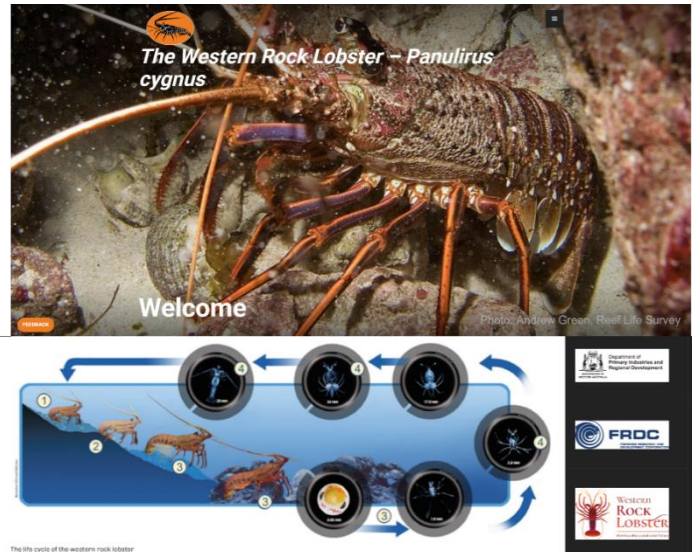 The Western Rock Lobster – Panulirus
cygnus
Welcome
Photo: Andrew Green, Reef Life Survey
FEEDBACK
4
4
1
2
3
3
3
4
Department of
Primary Industries and
Regional Development
FRDC
Western
ROCK
LOBSTER
The life cycle of the western rock lobster